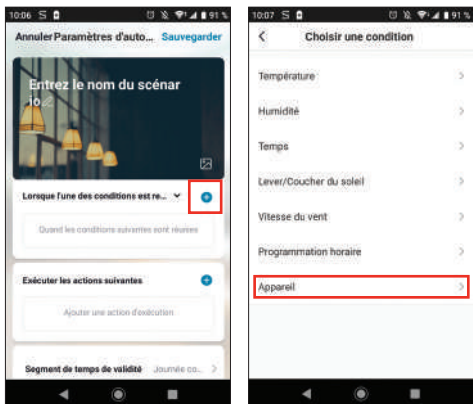 10:06 S 91 %
Annuler Paramètres d'auto... Sauvegarder
Entrez le nom du scénar
io
Lorsque l'une des conditions est re...
Quand les conditions suivantes sont réunies
Exécuter les actions suivantes
Ajouter une action d'exécution
Segment de temps de validité Journée co...
10:07 S 91 %
Choisir une condition
Température
Humidité
Temps
Lever/Coucher du soleil
Vitesse du vent
Programmation horaire
Appareil